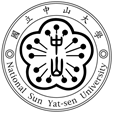 國立中山大學
National Sun Yat-sen University